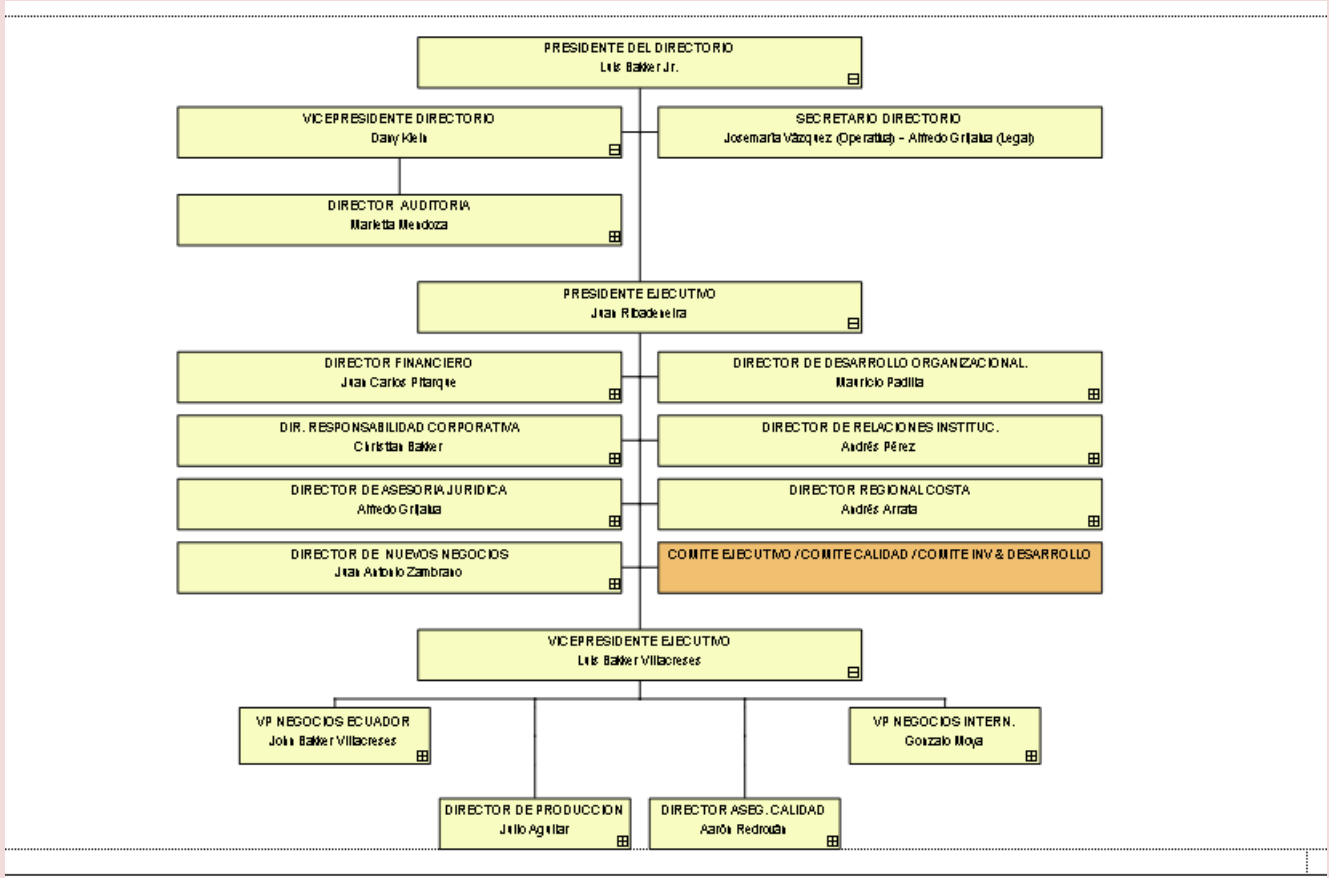 PRESIDENTE DEL DIRECTORIO
Luis Bakker Jr.
VICEPRESIDENTE DIRECTORIO
Dany Klein
SECRETARIO DIRECTORIO
Josemaría Vázquez (Operativa) - Alfredo Grijalva (Legal)
DIRECTOR AUDITORIA
Marietta Mendoza
PRESIDENTE EJECUTIVO
Juan Ribadeneira
DIRECTOR FINANCIERO
Juan Carlos Pitarque
DIRECTOR DE DESARROLLO ORGANIZACIONAL.
Mauricio Padilla
DIR. RESPONSABILIDAD CORPORATIVA
Christian Bakker
DIRECTOR DE RELACIONES INSTITUC.
Andrés Pérez
DIRECTOR DE ASESORIA JURIDICA
Alfredo Grijalva
DIRECTOR REGIONAL COSTA
Andrés Arrata
DIRECTOR DE NUEVOS NEGOCIOS
Juan Antonio Zambrano
COMITE EJECUTIVO / COMITE CALIDAD / COMITE INV & DESARROLLO
VICEPRESIDENTE EJECUTIVO
Luis Bakker Villacreses
VP NEGOCIOS ECUADOR
John Bakker Villacreses
VP NEGOCIOS INTERN.
Gonzalo Moya
DIRECTOR DE PRODUCCION
Julio Aguilar
DIRECTOR ASEG. CALIDAD
Aarón Redrován